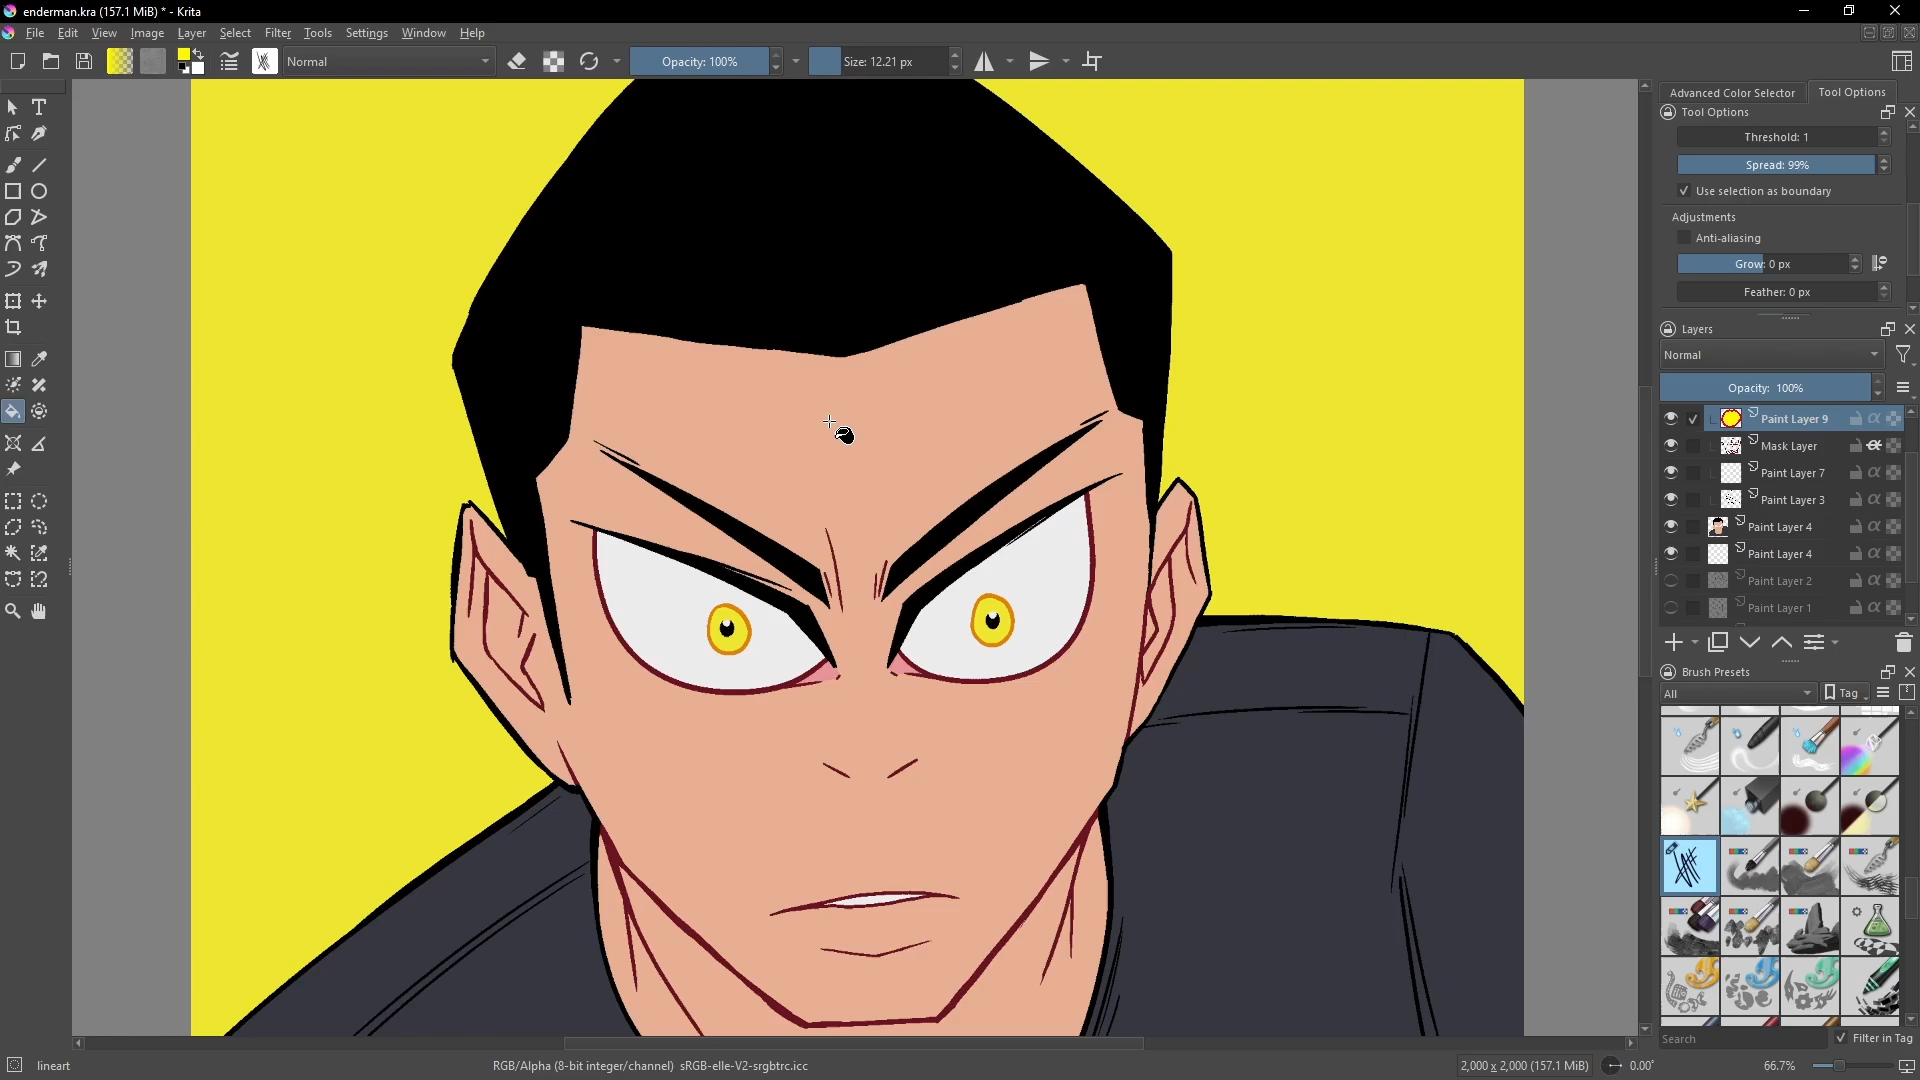 enderman.kra (157.1 MiB) * - Krita
File Edit View Image Layer Select Filter Tools Settings Window Help
Normal
Opacity: 100%
Size: 12.21 px
Advanced Color Selector
Tool Options
Tool Options
Threshold: 1
Spread: 99%
Use selection as boundary
Adjustments
Anti-aliasing
Grow: 0 px
Feather: 0 px
Layers
Normal
Opacity: 100%
Paint Layer 9
Mask Layer
Paint Layer 7
Paint Layer 3
Paint Layer 4
Paint Layer 4
Paint Layer 2
Paint Layer 1
Brush Presets
All
Tag
Search
Filter in Tag
lineart
RGB/Alpha (8-bit integer/channel) sRGB-elle-V2-srgbtrc.icc
2,000 x 2,000 (157.1 MiB)
0.00°
66.7%